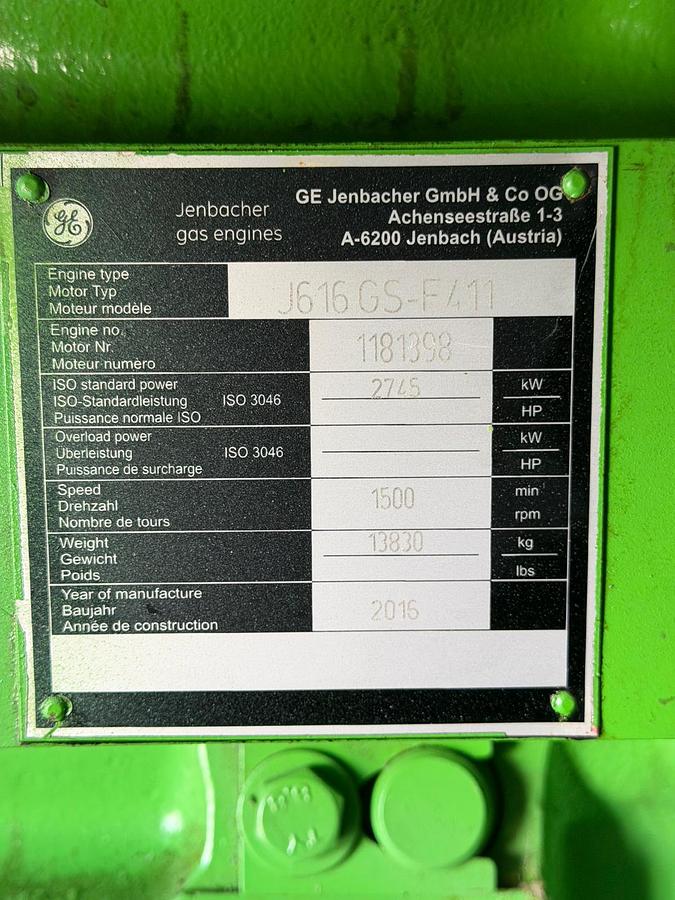 GE
Jenbacher
gas engines
GE Jenbacher GmbH & Co OG
Achenseestraße 1-3
A-6200 Jenbach (Austria)
Engine type
Motor Typ
Moteur modèle
J616 GS-F411
Engine no.
Motor Nr.
Moteur numéro
1181398
ISO standard power
ISO-Standardleistung ISO 3046
Puissance normale ISO
2745
kW
HP
Overload power
Überleistung ISO 3046
Puissance de surcharge
kW
HP
Speed
Drehzahl
Nombre de tours
1500
min
rpm
Weight
Gewicht
Poids
13830
kg
lbs
Year of manufacture
Baujahr
Année de construction
2016